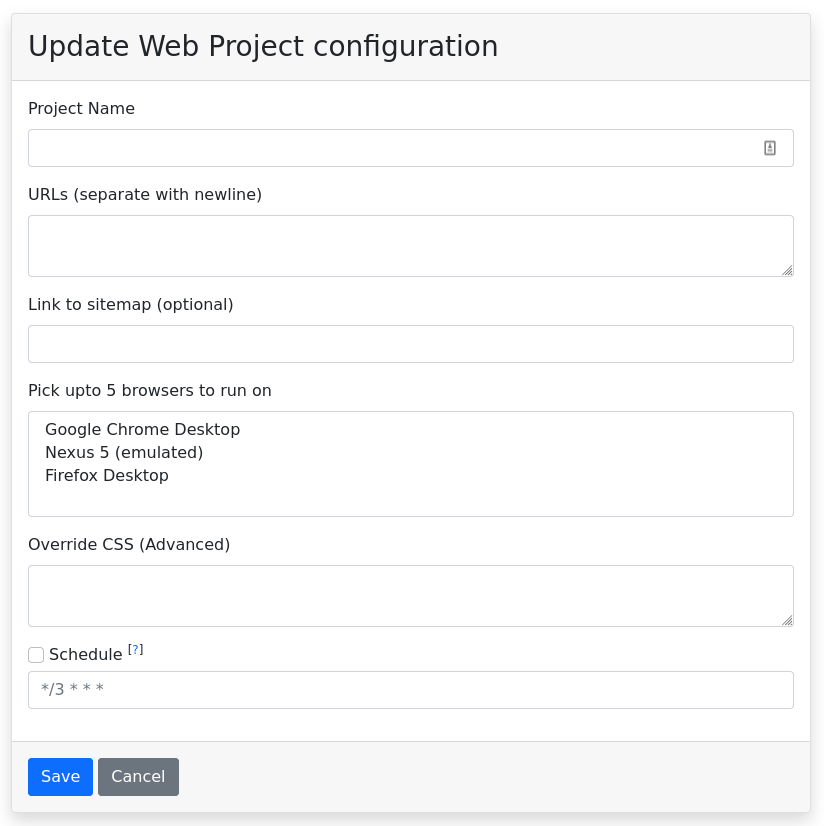 Update Web Project configuration
Project Name
URLs (separate with newline)
Link to sitemap (optional)
Pick upto 5 browsers to run on
Google Chrome Desktop
Nexus 5 (emulated)
Firefox Desktop
Override CSS (Advanced)
Schedule [?]
*/3 * * *
Save Cancel